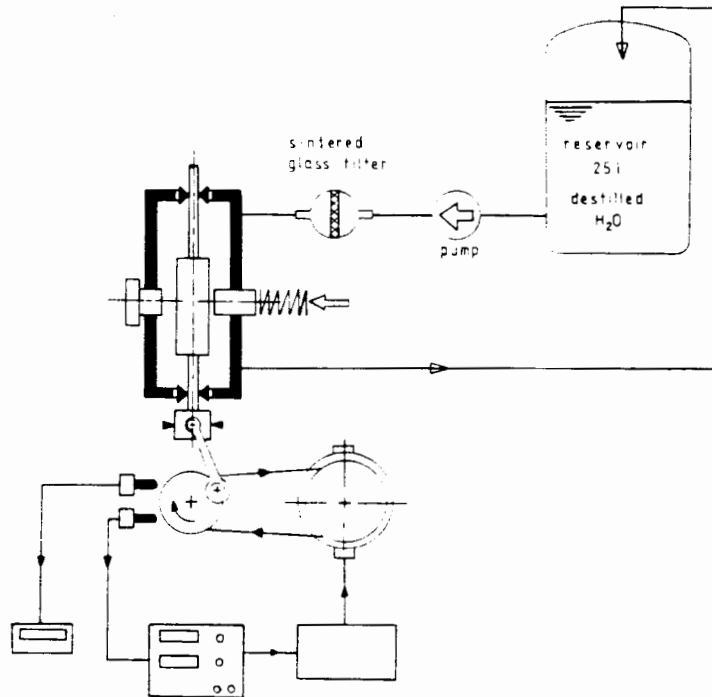 sintered
glass filter
pump
reservoir
25 l
destilled
H₂O